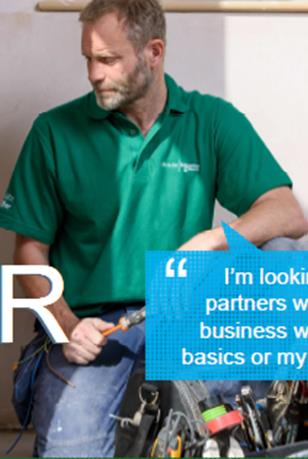 R
“
I'm lookin
partners w
business w
basics or my